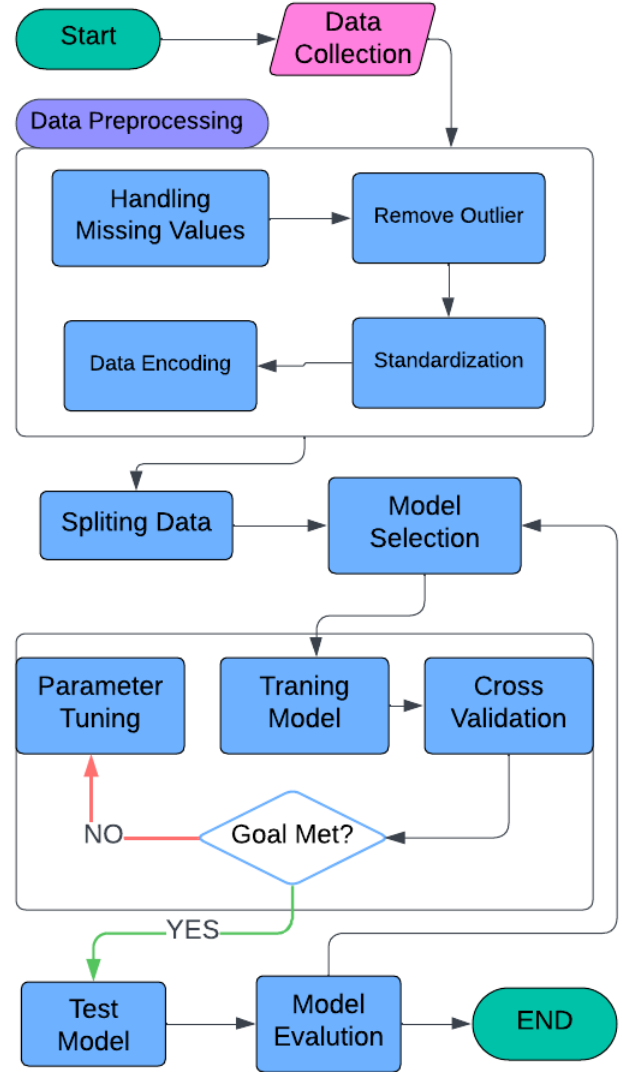 Start
Data
Collection
Data Preprocessing
Handling
Missing Values
Remove Outlier
Data Encoding
Standardization
Spliting Data
Model
Selection
Parameter
Tuning
Traning
Model
Cross
Validation
NO
Goal Met?
YES
Test
Model
Model
Evalution
END